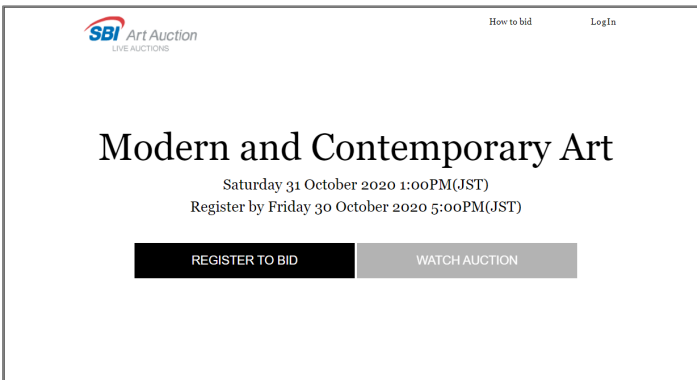 SBI Art Auction
LIVE AUCTIONS
How to bid
LogIn
Modern and Contemporary Art
Saturday 31 October 2020 1:00PM(JST)
Register by Friday 30 October 2020 5:00PM(JST)
REGISTER TO BID
WATCH AUCTION